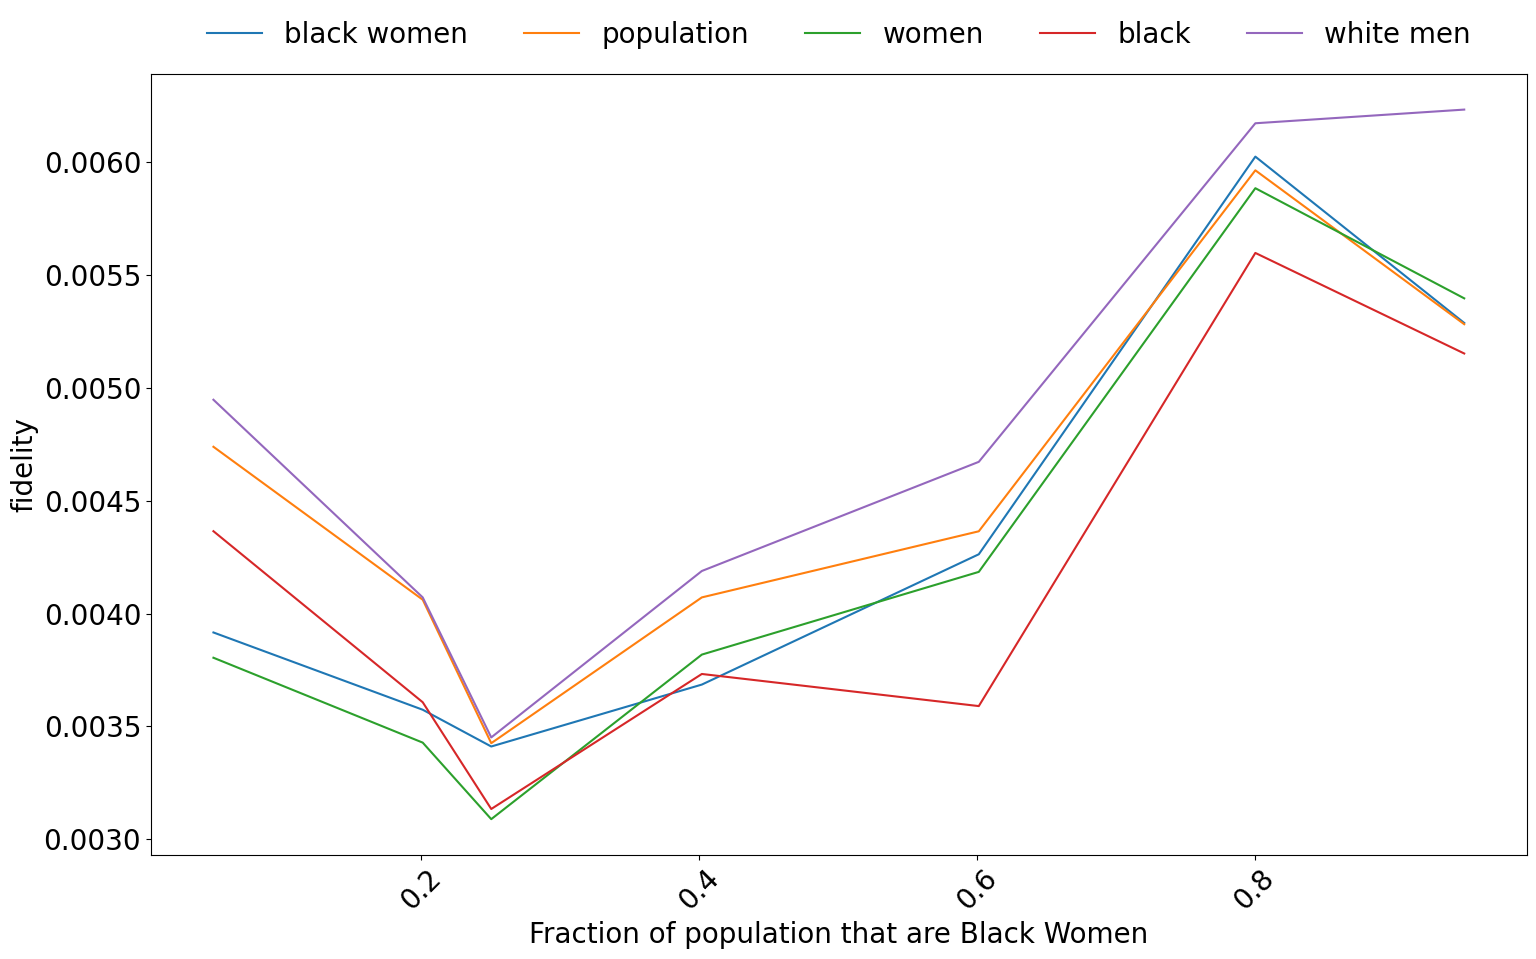 black women population women black white men
0.0060
0.0055
0.0050
0.0045
0.0040
0.0035
0.0030
fidelity
0.2 0.4 0.6 0.8
Fraction of population that are Black Women